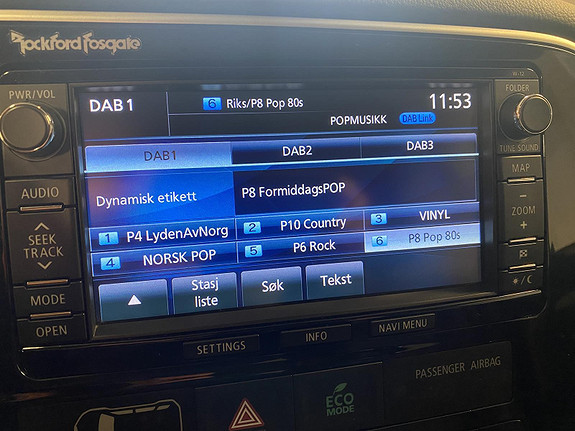 Rockford Fosgate
W-12
PWR/VOL
FOLDER
DAB 1
6 Riks/P8 Pop 80s
11:53
POPMUSIKK DAB Link
TUNE/SOUND
DAB1 DAB2 DAB3
MAP
Dynamisk etikett P8 FormiddagsPOP
AUDIO
ZOOM
1 P4 LydenAvNorg 2 P10 Country 3 VINYL
SEEK
TRACK
4 NORSK POP 5 P6 Rock 6 P8 Pop 80s
Stasj
liste
Søk Tekst
MODE
OPEN
SETTINGS INFO NAVI MENU
PASSENGER AIRBAG
ECO
MODE